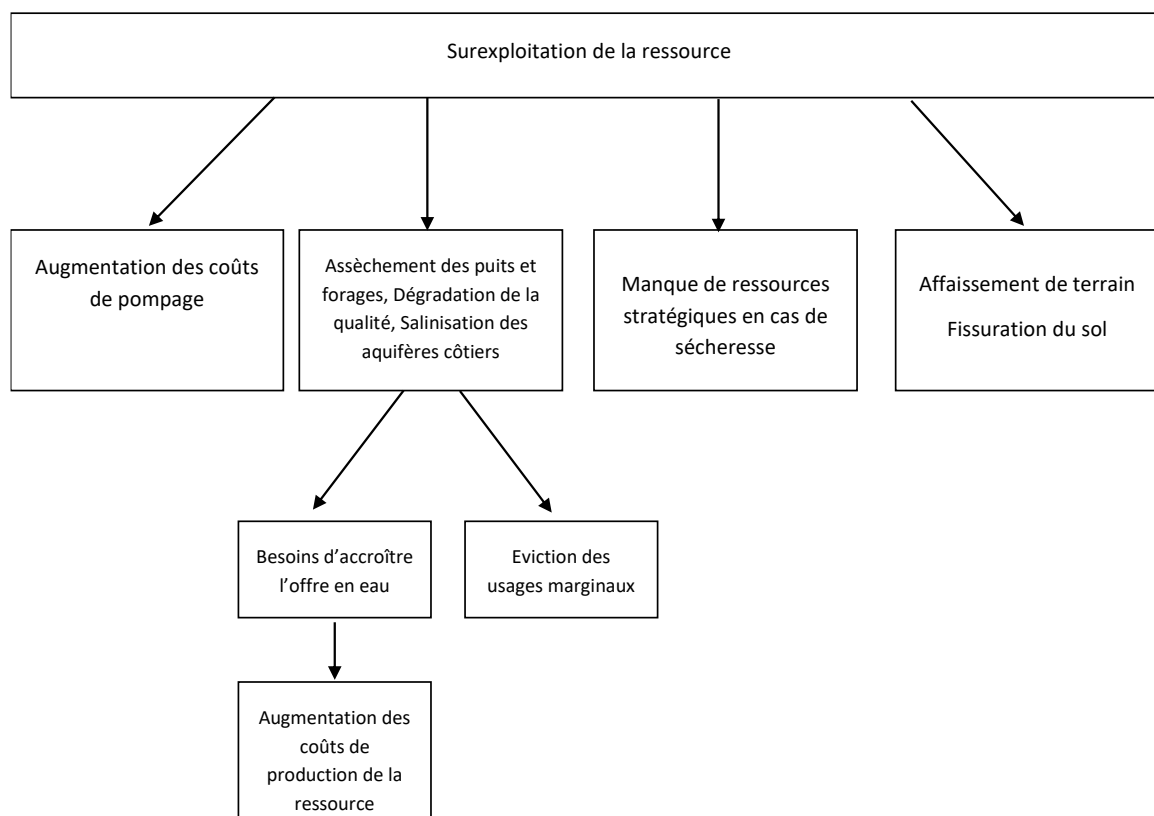 Surexploitation de la ressource
Augmentation des coûts
de pompage
Assèchement des puits et
forages, Dégradation de la
qualité, Salinisation des
aquifères côtiers
Manque de ressources
stratégiques en cas de
sécheresse
Affaissement de terrain
Fissuration du sol
Besoins d’accroître
l’offre en eau
Eviction des
usages marginaux
Augmentation des
coûts de
production de la
ressource